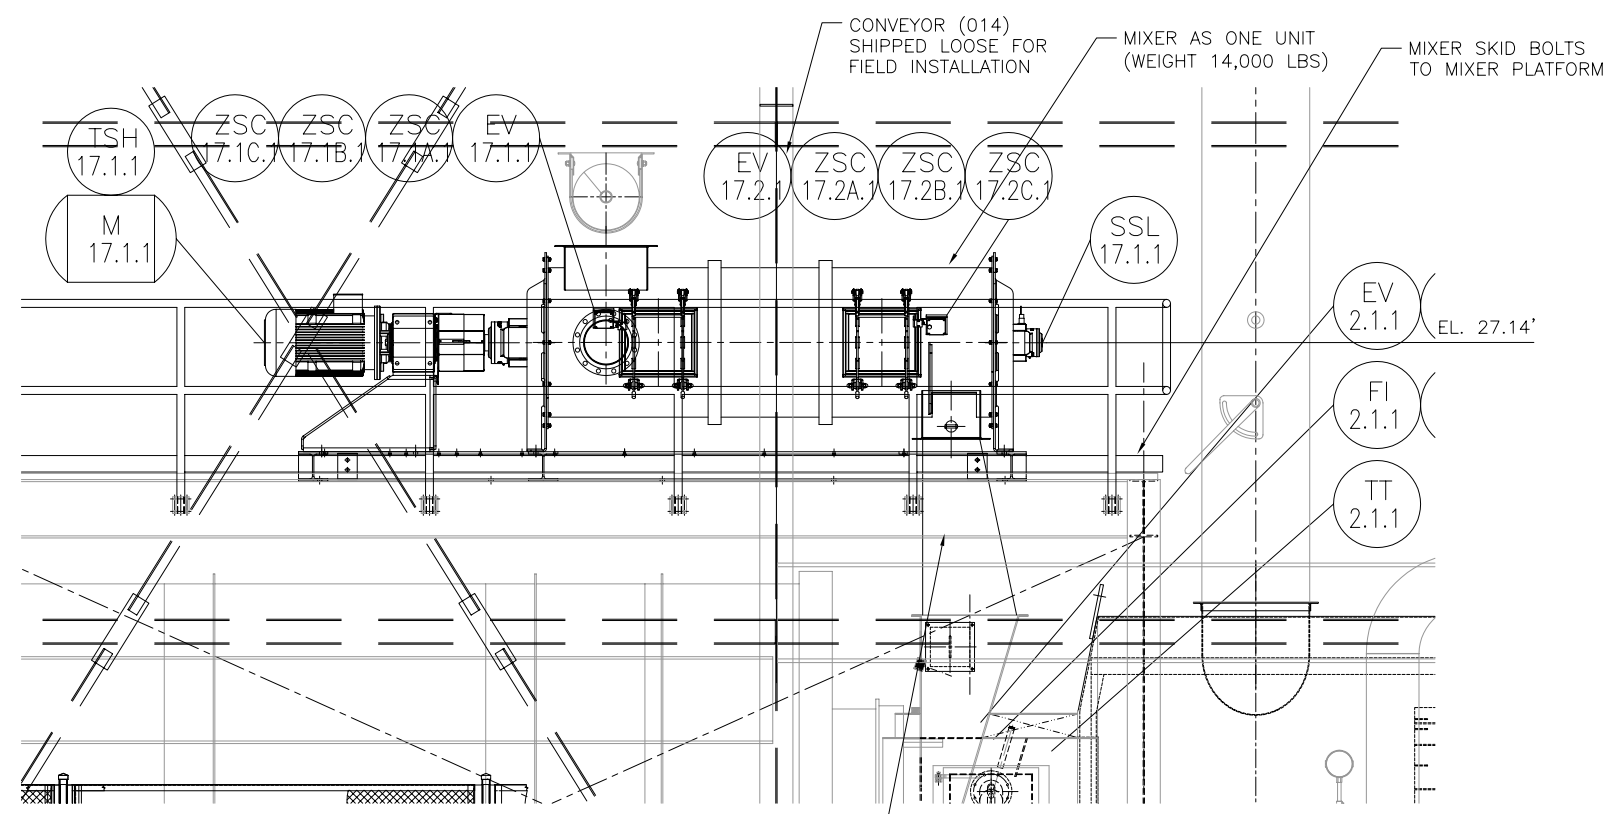 CONVEYOR (014)
SHIPPED LOOSE FOR
FIELD INSTALLATION
MIXER AS ONE UNIT
(WEIGHT 14,000 LBS)
MIXER SKID BOLTS
TO MIXER PLATFORM
TSH
17.1.1
ZSC
17.1C.1
ZSC
17.1B.1
ZSC
17.1A.1
EV
17.1.1
EV
17.2.1
ZSC
17.2A.1
ZSC
17.2B.1
ZSC
17.2C.1
M
17.1.1
SSL
17.1.1
EV
2.1.1
EL. 27.14'
FI
2.1.1
TT
2.1.1